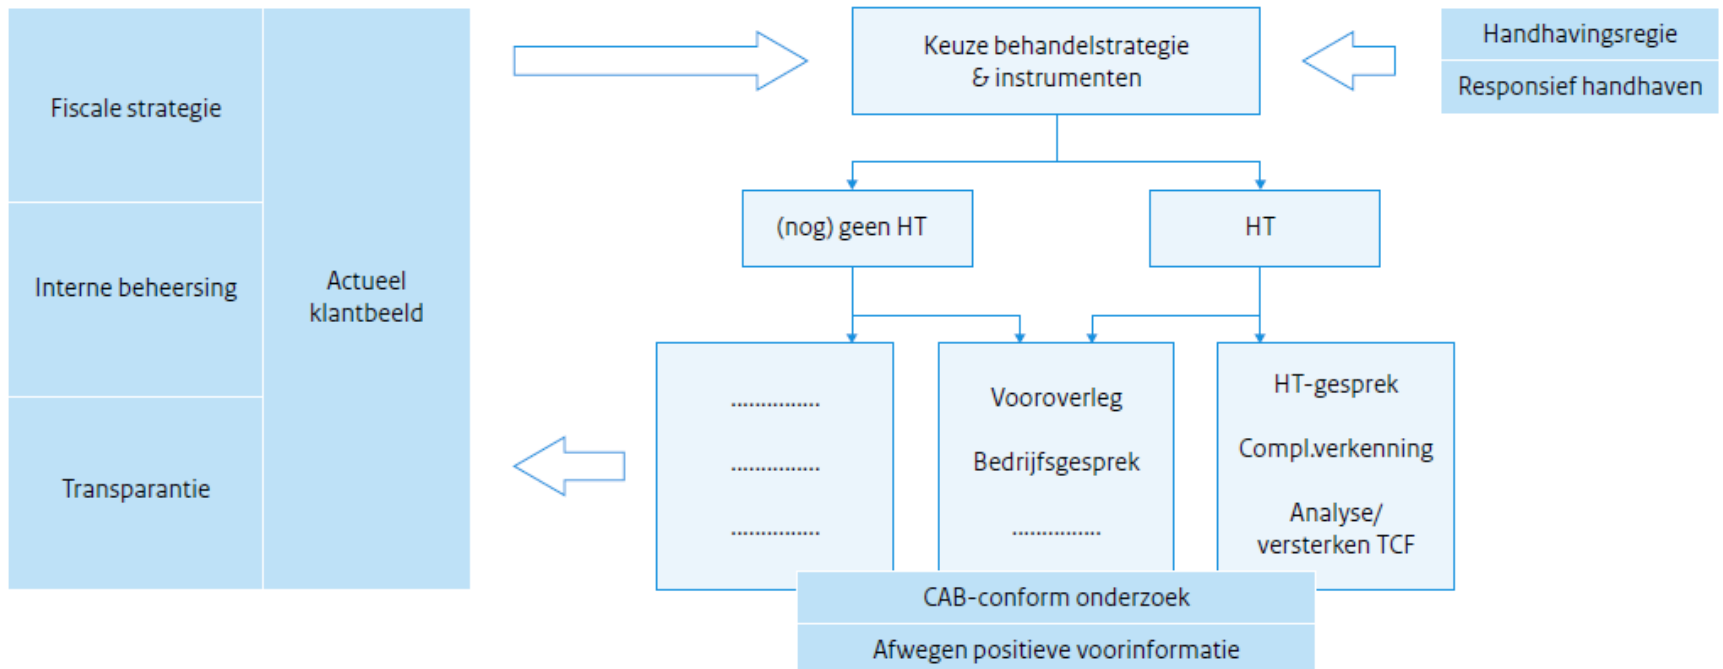 Fiscale strategie
Interne beheersing
Transparantie
Actueel
klantbeeld
Keuze behandelstrategie
& instrumenten
Handhavingsregie
Responsief handhaven
(nog) geen HT
HT
...............
...............
...............
Vooroverleg
Bedrijfsgesprek
...............
HT-gesprek
Compl.verkenning
Analyse/
versterken TCF
CAB-conform onderzoek
Afwegen positieve voorinformatie